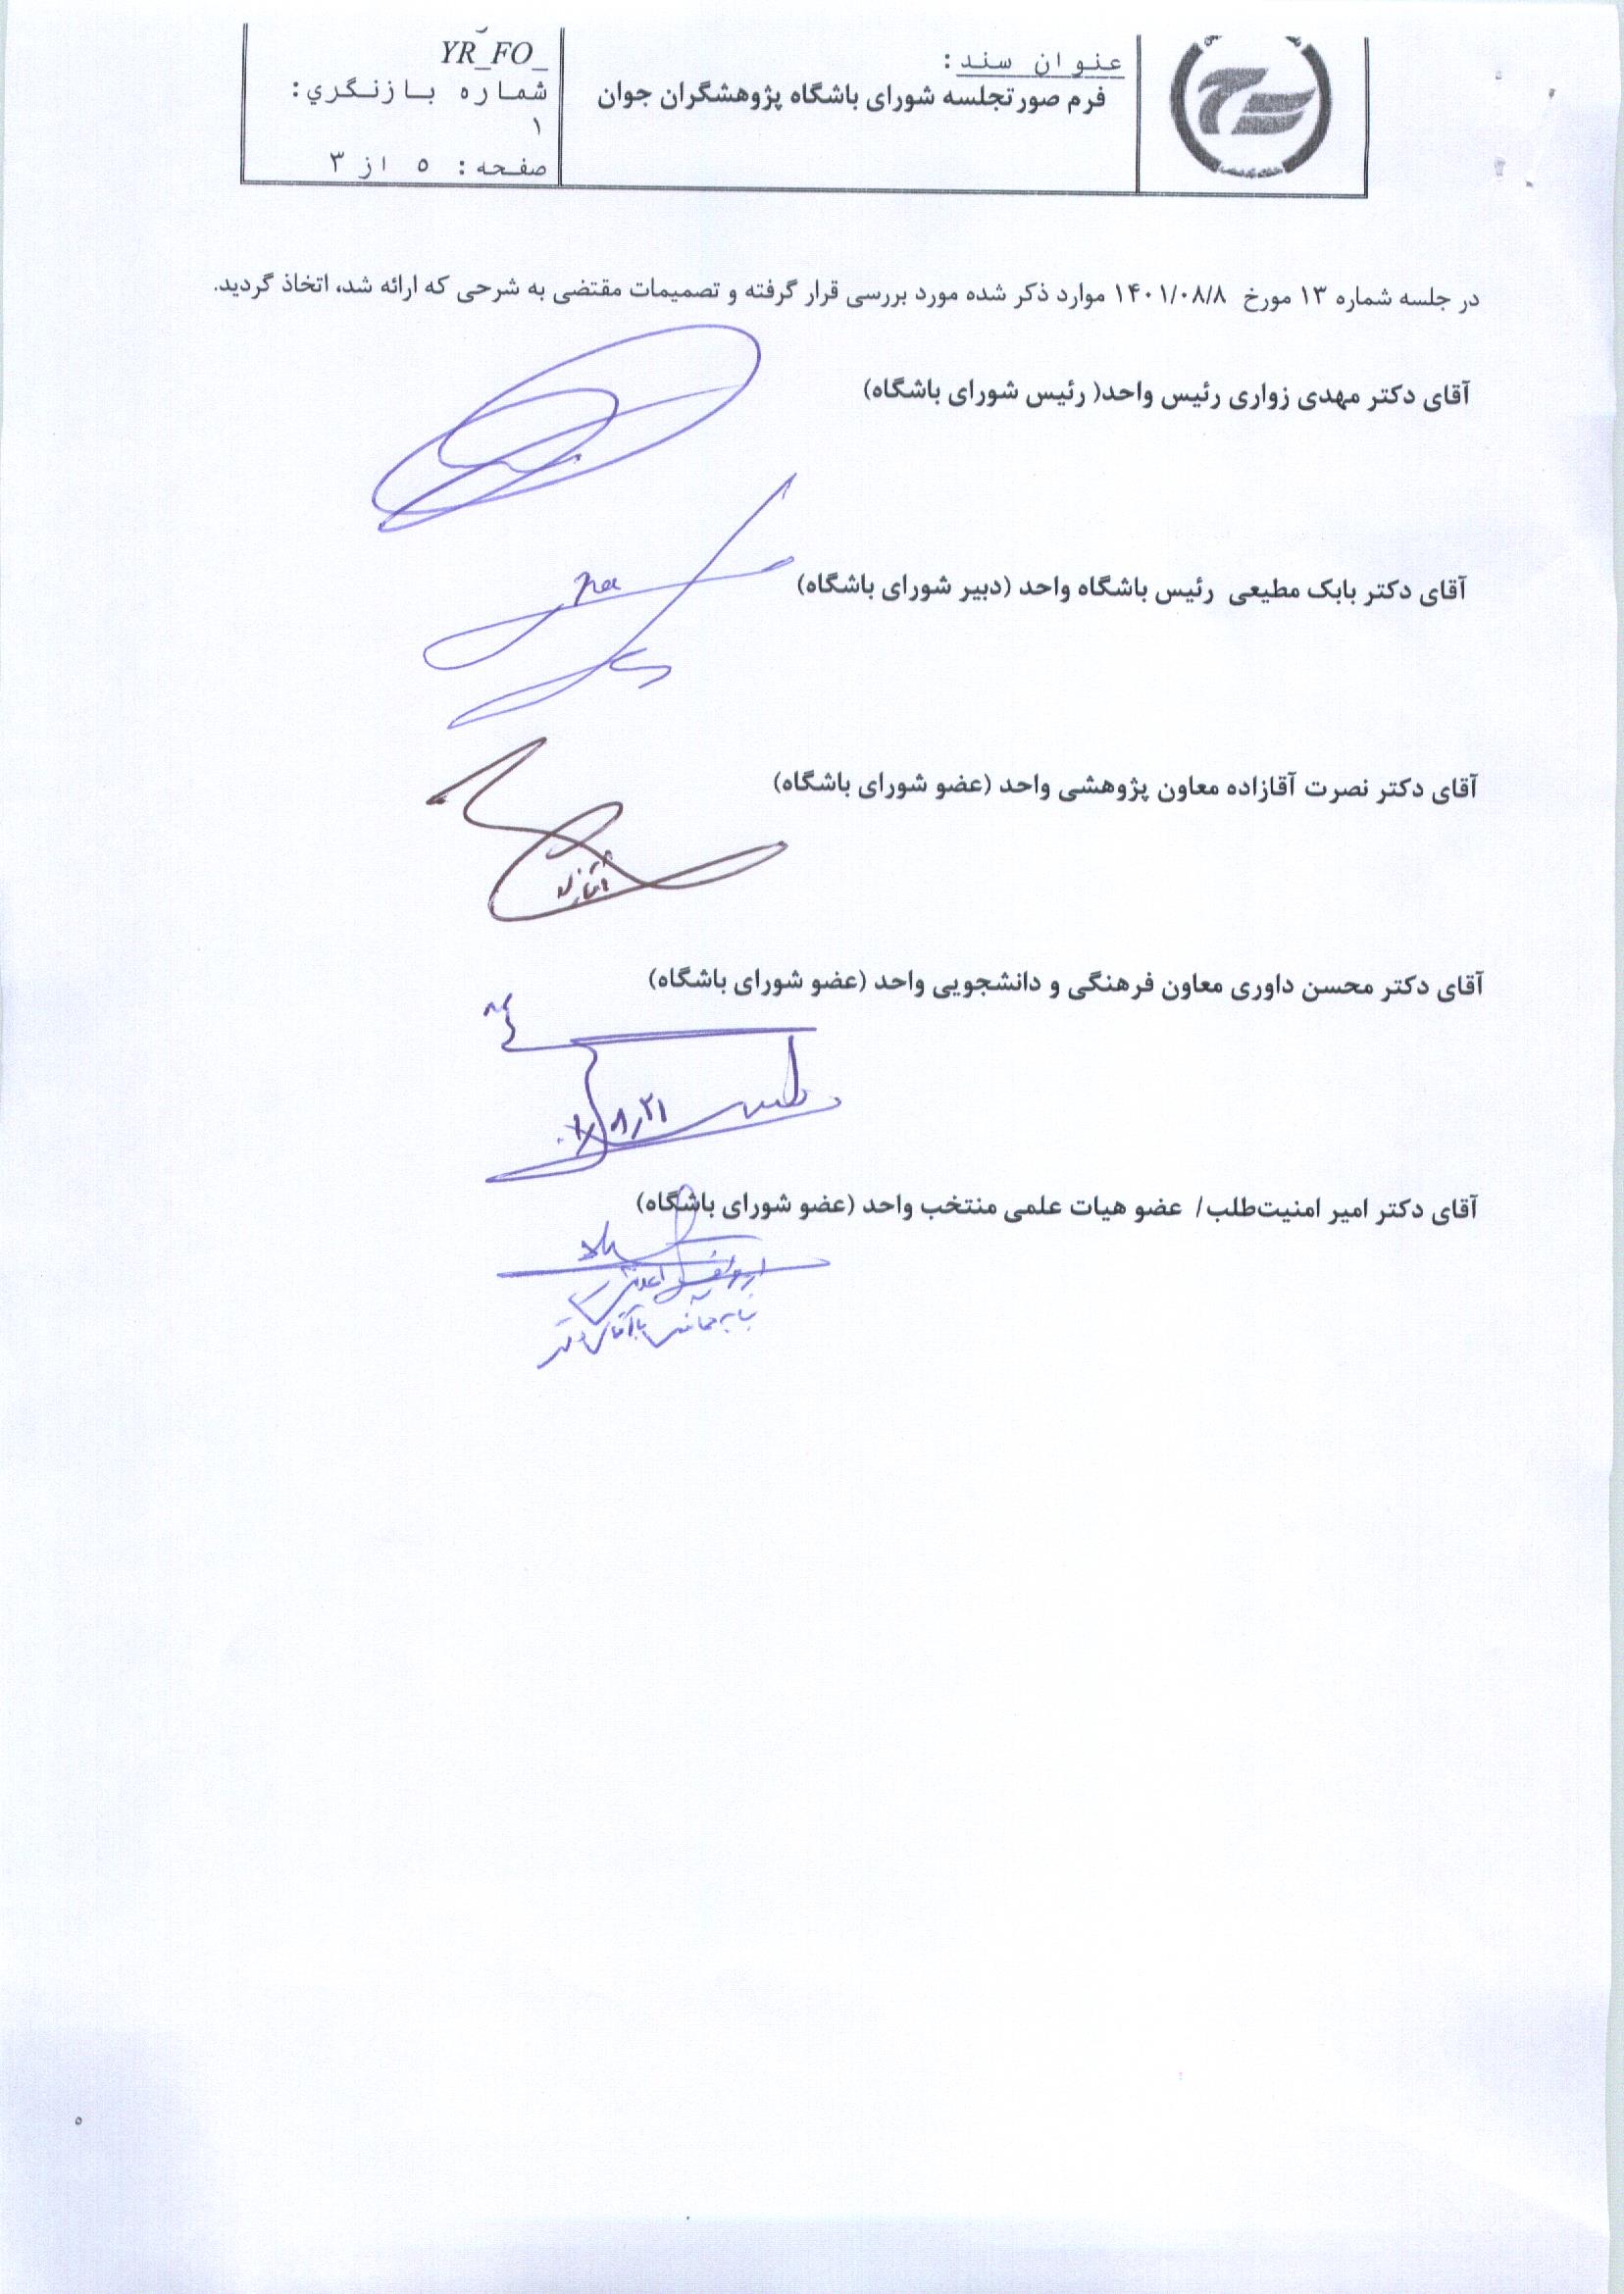 عنوان سند:
فرم صورتجلسه شورای باشگاه پژوهشگران جوان
YR_FO_
شماره بازنگري:
۱
صفحه: ۵ از ۳
در جلسه شماره ۱۳ مورخ ۱۴۰۱/۰۸/۸ موارد ذکر شده مورد بررسی قرار گرفته و تصمیمات مقتضی به شرحی که ارائه شد، اتخاذ گردید.
آقای دکتر مهدی زواری رئیس واحد( رئیس شورای باشگاه)
آقای دکتر بابک مطیعی رئیس باشگاه واحد (دبیر شورای باشگاه)
آقای دکتر نصرت آقازاده معاون پژوهشی واحد (عضو شورای باشگاه)
آقازاده
آقای دکتر محسن داوری معاون فرهنگی و دانشجویی واحد (عضو شورای باشگاه)
۰۱/۸/۲۱
آقای دکتر امیر امنیت‌طلب/ عضو هیات علمی منتخب واحد (عضو شورای باشگاه)
۵